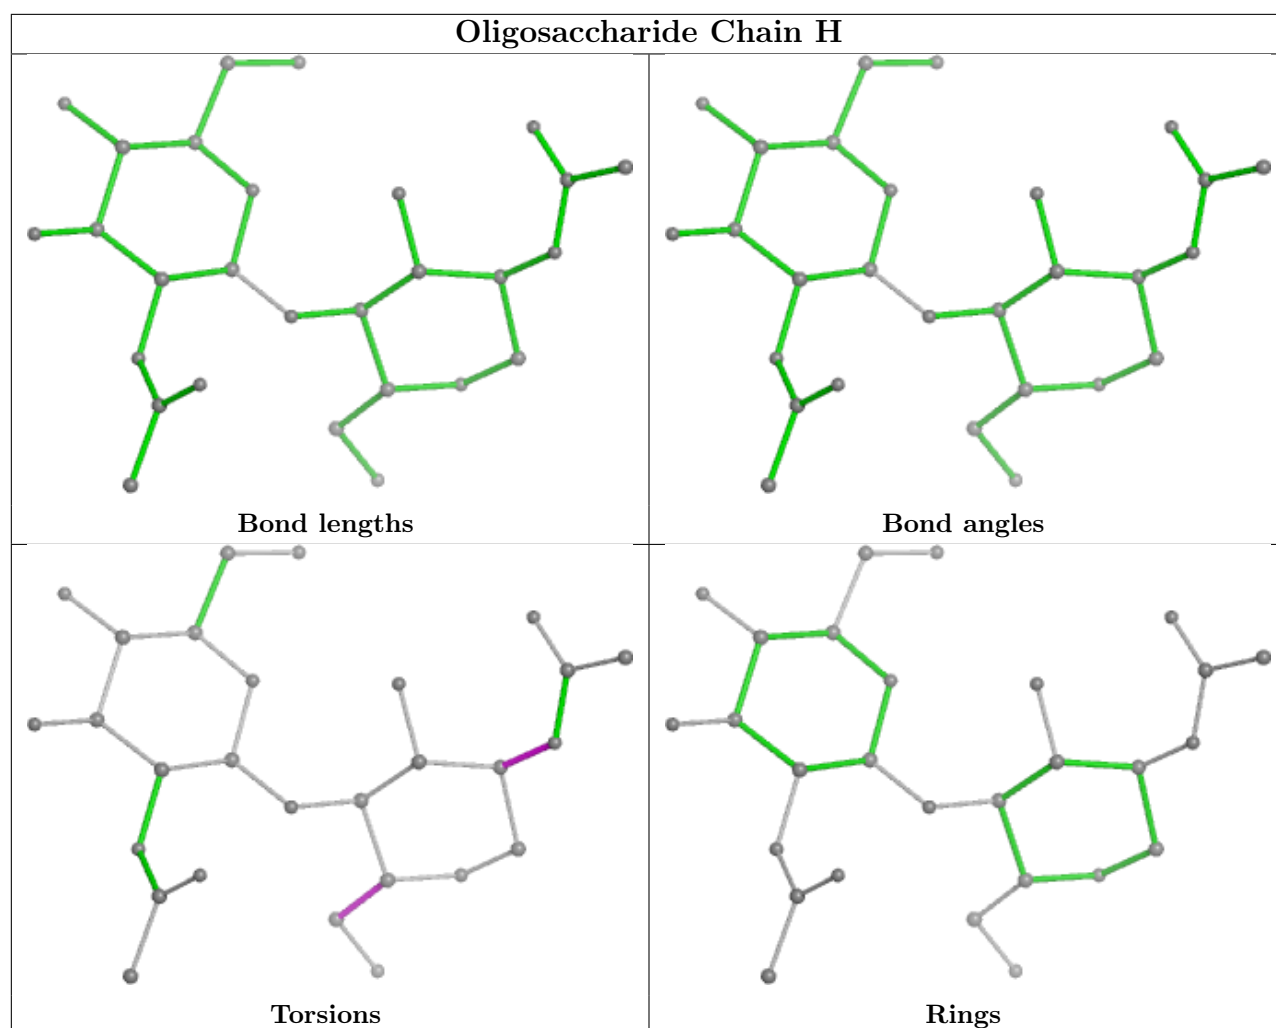 Oligosaccharide Chain H
Bond lengths
Bond angles
Torsions
Rings